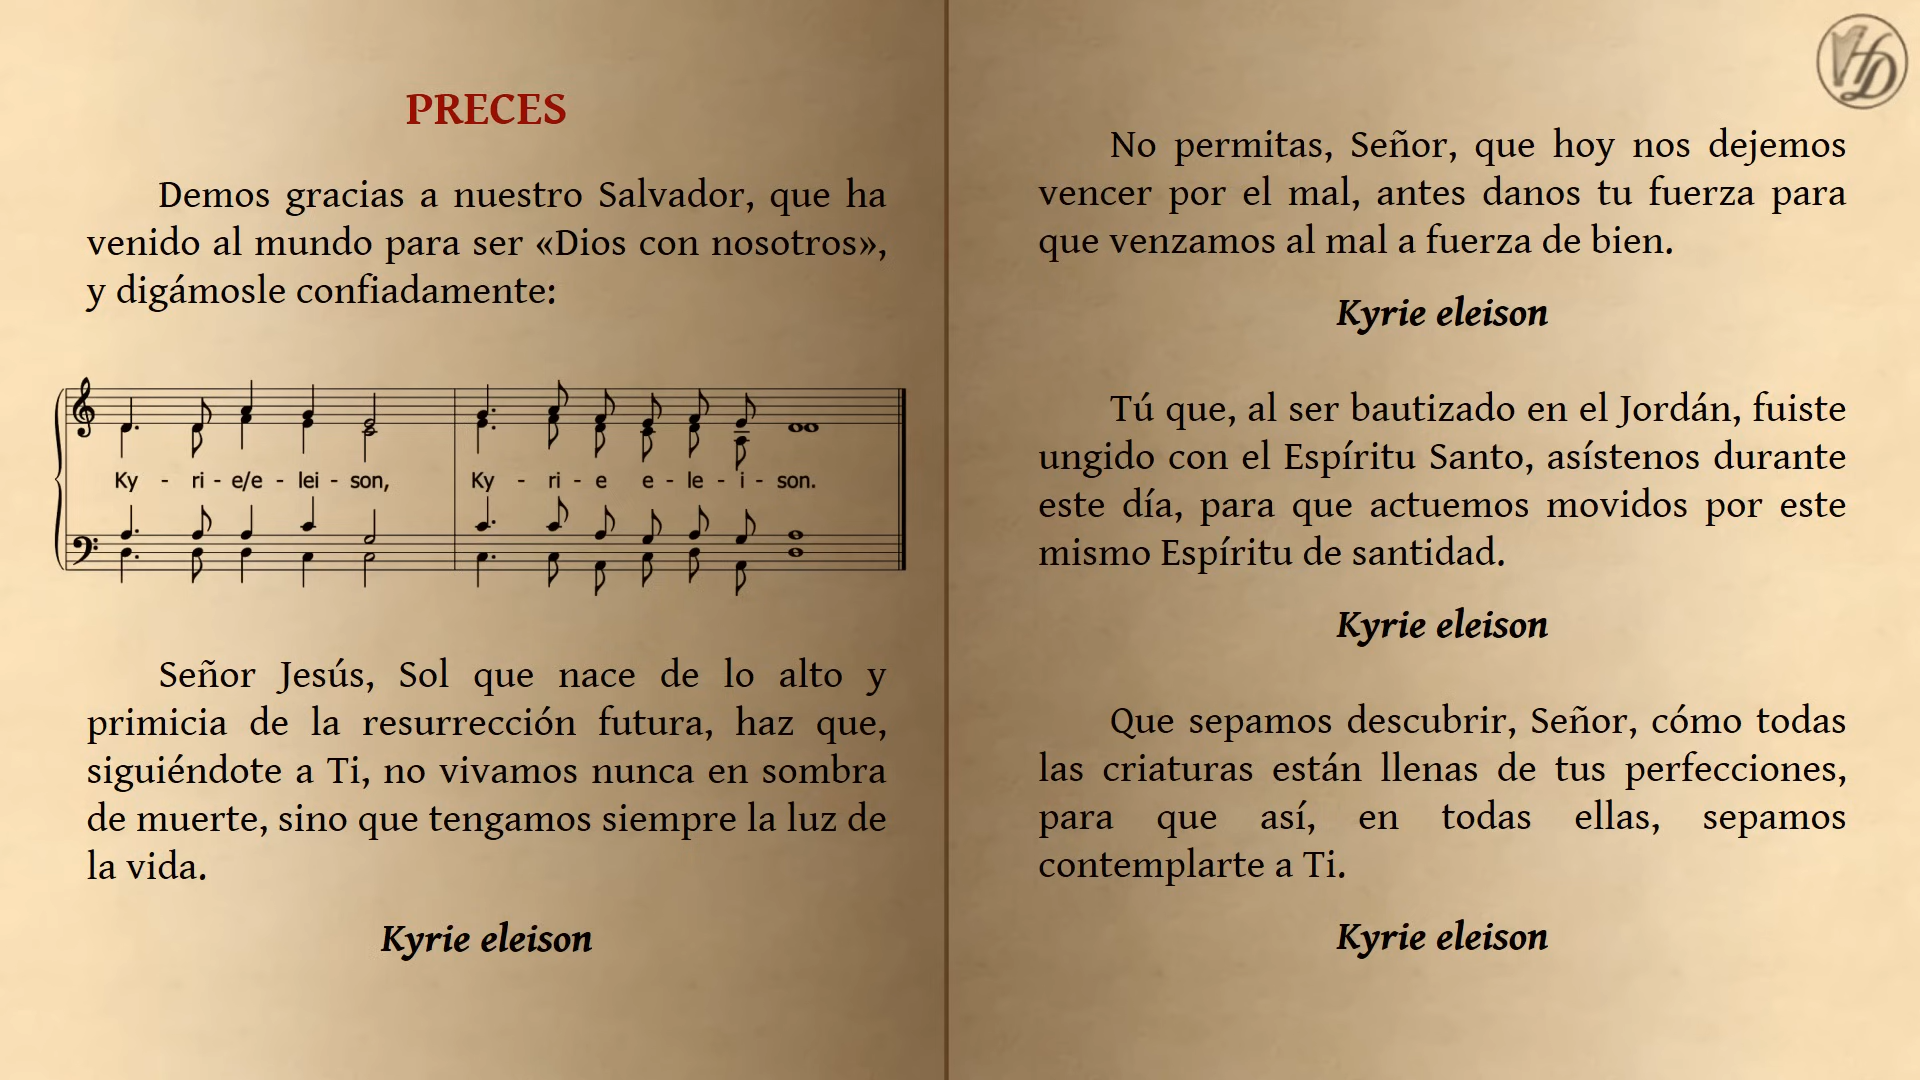 PRECES
Demos gracias a nuestro Salvador, que ha
venido al mundo para ser «Dios con nosotros»,
y digámosle confiadamente:
Ky - ri - e/e - lei - son, Ky - ri - e e - le - i - son.
Señor Jesús, Sol que nace de lo alto y
primicia de la resurrección futura, haz que,
siguiéndote a Ti, no vivamos nunca en sombra
de muerte, sino que tengamos siempre la luz de
la vida.
Kyrie eleison
HD
No permitas, Señor, que hoy nos dejemos
vencer por el mal, antes danos tu fuerza para
que venzamos al mal a fuerza de bien.
Kyrie eleison
Tú que, al ser bautizado en el Jordán, fuiste
ungido con el Espíritu Santo, asístenos durante
este día, para que actuemos movidos por este
mismo Espíritu de santidad.
Kyrie eleison
Que sepamos descubrir, Señor, cómo todas
las criaturas están llenas de tus perfecciones,
para que así, en todas ellas, sepamos
contemplarte a Ti.
Kyrie eleison